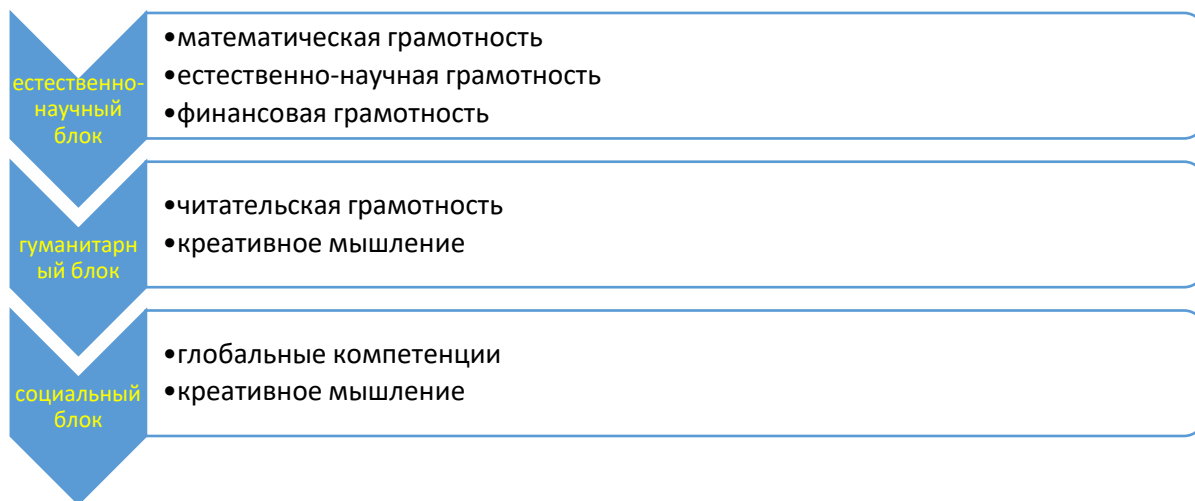 естественно-
научный
блок
•математическая грамотность
•естественно-научная грамотность
•финансовая грамотность
гуманитарн
ый блок
•читательская грамотность
•креативное мышление
социальный
блок
•глобальные компетенции
•креативное мышление